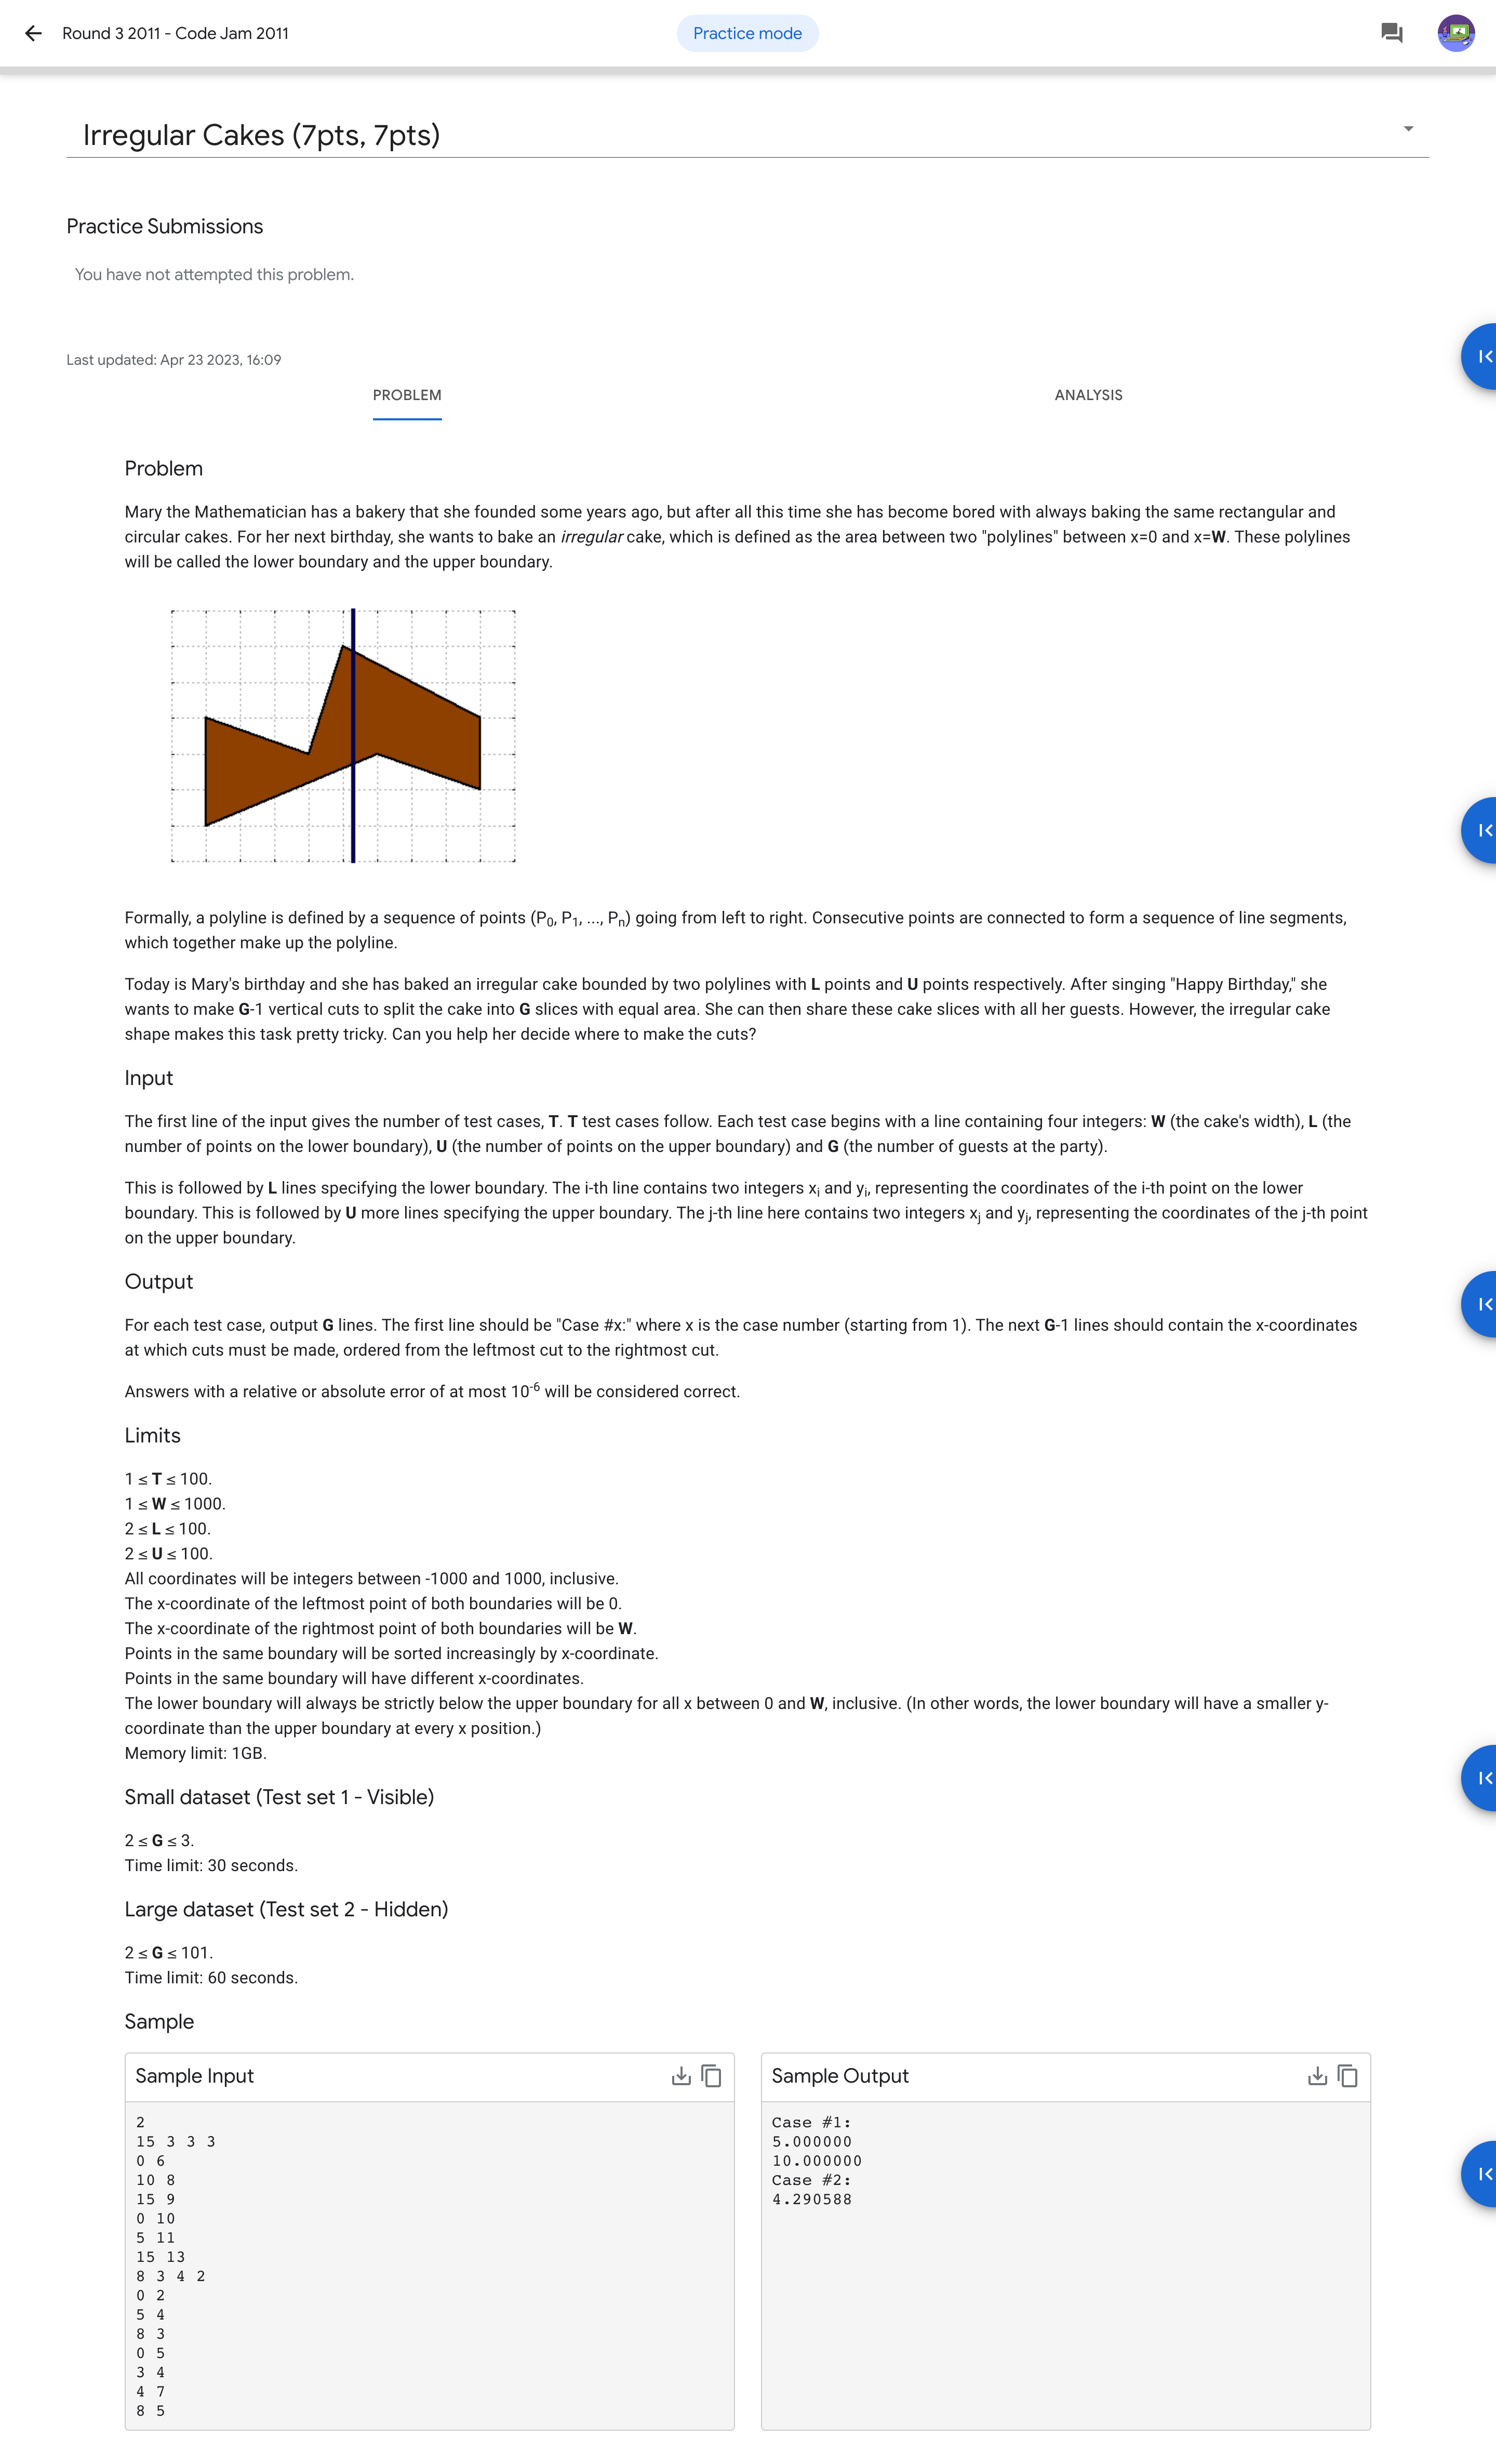 Round 3 2011 - Code Jam 2011
Practice mode
Irregular Cakes (7pts, 7pts)
Practice Submissions
You have not attempted this problem.
Last updated: Apr 23 2023, 16:09
PROBLEM
ANALYSIS
Problem
Mary the Mathematician has a bakery that she founded some years ago, but after all this time she has become bored with always baking the same rectangular and
circular cakes. For her next birthday, she wants to bake an irregular cake, which is defined as the area between two "polylines" between x=0 and x=W. These polylines
will be called the lower boundary and the upper boundary.
Formally, a polyline is defined by a sequence of points (P0, P1, ..., Pn) going from left to right. Consecutive points are connected to form a sequence of line segments,
which together make up the polyline.
Today is Mary's birthday and she has baked an irregular cake bounded by two polylines with L points and U points respectively. After singing "Happy Birthday," she
wants to make G-1 vertical cuts to split the cake into G slices with equal area. She can then share these cake slices with all her guests. However, the irregular cake
shape makes this task pretty tricky. Can you help her decide where to make the cuts?
Input
The first line of the input gives the number of test cases, T. T test cases follow. Each test case begins with a line containing four integers: W (the cake's width), L (the
number of points on the lower boundary), U (the number of points on the upper boundary) and G (the number of guests at the party).
This is followed by L lines specifying the lower boundary. The i-th line contains two integers xi and yi, representing the coordinates of the i-th point on the lower
boundary. This is followed by U more lines specifying the upper boundary. The j-th line here contains two integers xj and yj, representing the coordinates of the j-th point
on the upper boundary.
Output
For each test case, output G lines. The first line should be "Case #x:" where x is the case number (starting from 1). The next G-1 lines should contain the x-coordinates
at which cuts must be made, ordered from the leftmost cut to the rightmost cut.
Answers with a relative or absolute error of at most 10-6 will be considered correct.
Limits
1 ≤ T ≤ 100.
1 ≤ W ≤ 1000.
2 ≤ L ≤ 100.
2 ≤ U ≤ 100.
All coordinates will be integers between -1000 and 1000, inclusive.
The x-coordinate of the leftmost point of both boundaries will be 0.
The x-coordinate of the rightmost point of both boundaries will be W.
Points in the same boundary will be sorted increasingly by x-coordinate.
Points in the same boundary will have different x-coordinates.
The lower boundary will always be strictly below the upper boundary for all x between 0 and W, inclusive. (In other words, the lower boundary will have a smaller y-
coordinate than the upper boundary at every x position.)
Memory limit: 1GB.
Small dataset (Test set 1 - Visible)
2 ≤ G ≤ 3.
Time limit: 30 seconds.
Large dataset (Test set 2 - Hidden)
2 ≤ G ≤ 101.
Time limit: 60 seconds.
Sample
Sample Input
2
15 3 3 3
0 6
10 8
15 9
0 10
5 11
15 13
8 3 4 2
0 2
5 4
8 3
0 5
3 4
4 7
8 5
Sample Output
Case #1:
5.000000
10.000000
Case #2:
4.290588